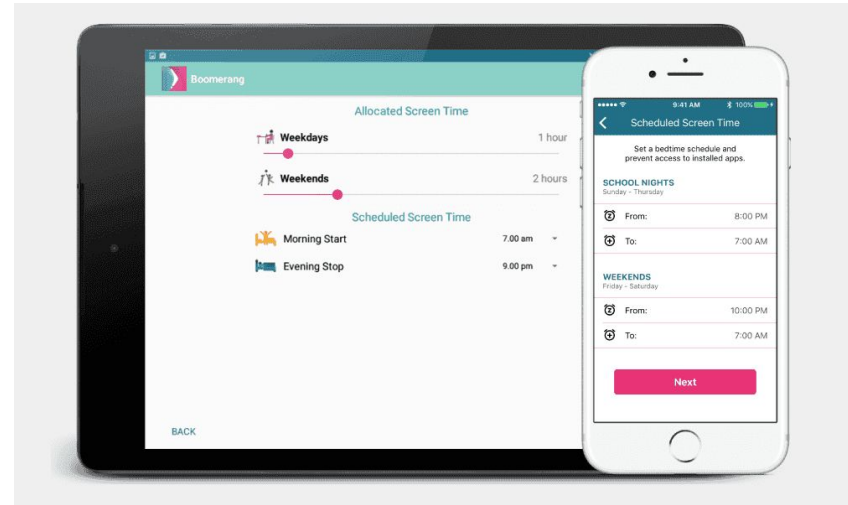 Boomerang
Allocated Screen Time
Weekdays 1 hour
Weekends 2 hours
Scheduled Screen Time
Morning Start 7.00 am
Evening Stop 9.00 pm
BACK
9:41 AM 100%
Scheduled Screen Time
Set a bedtime schedule and
prevent access to installed apps.
SCHOOL NIGHTS
Sunday - Thursday
From: 8:00 PM
To: 7:00 AM
WEEKENDS
Friday - Saturday
From: 10:00 PM
To: 7:00 AM
Next